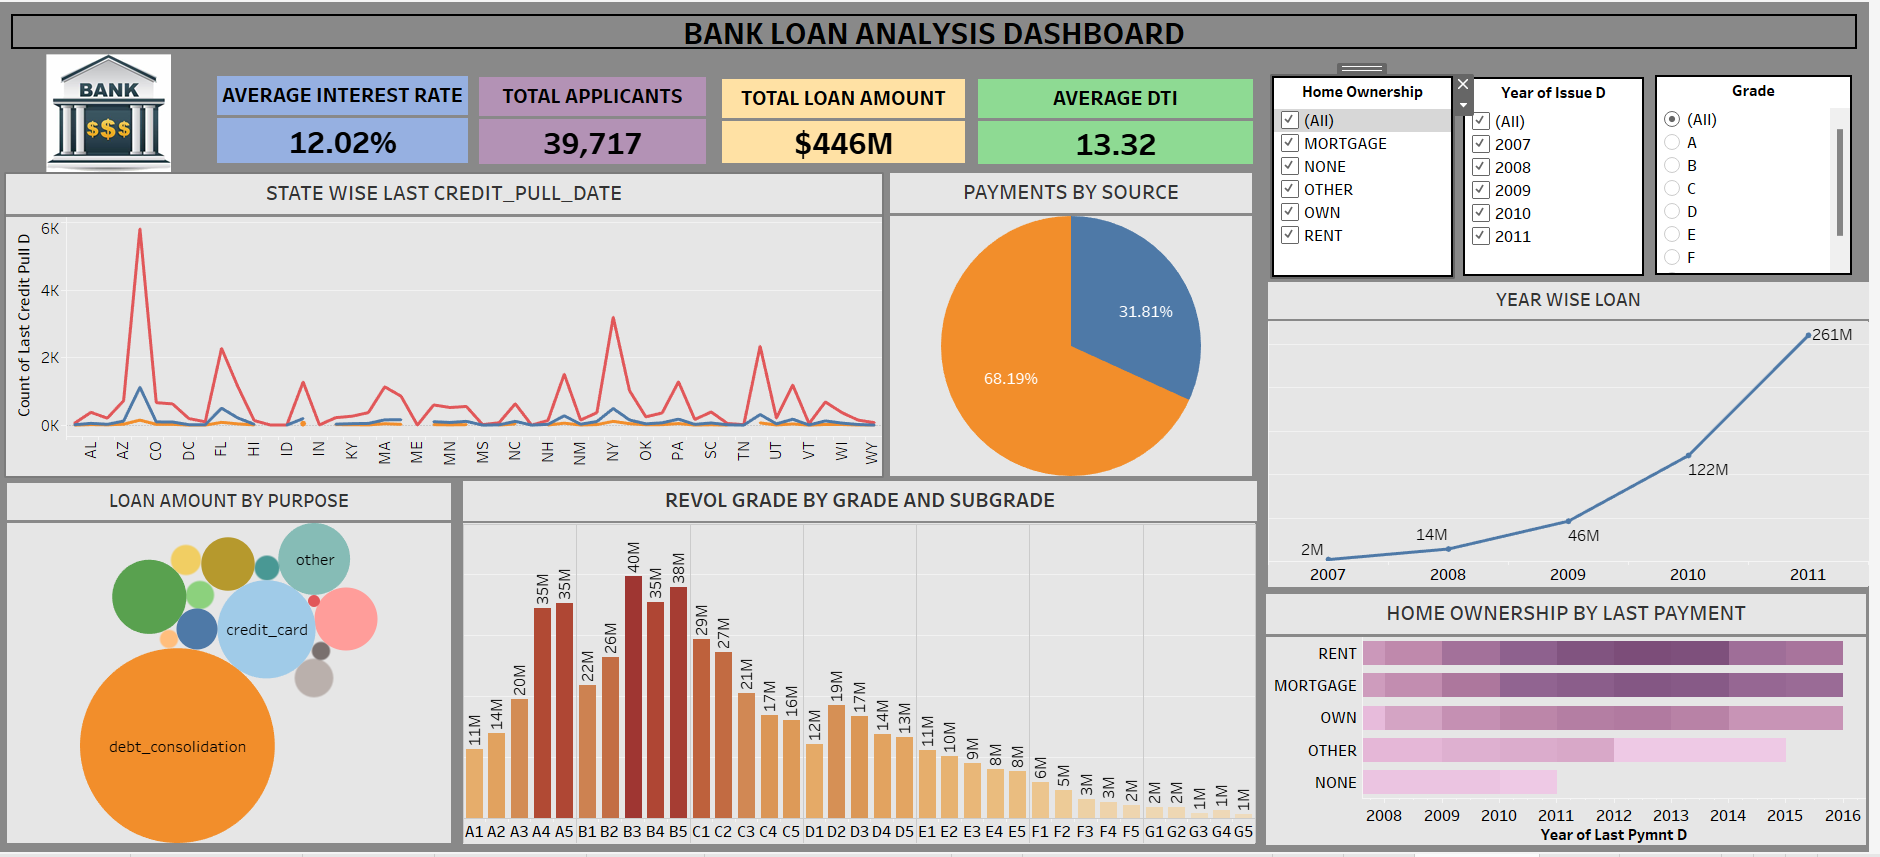 BANK LOAN ANALYSIS DASHBOARD
BANK
$$$
AVERAGE INTEREST RATE
12.02%
TOTAL APPLICANTS
39,717
TOTAL LOAN AMOUNT
$446M
AVERAGE DTI
13.32
Home Ownership
(All)
MORTGAGE
NONE
OTHER
OWN
RENT
Year of Issue D
(All)
2007
2008
2009
2010
2011
Grade
(All)
A
B
C
D
E
F
STATE WISE LAST CREDIT_PULL_DATE
Count of Last Credit Pull D
6K
4K
2K
0K
AL AZ CO DC FL HI ID IN KY MA ME MN MS NC NH NM NY OK PA SC TN UT VT WI WY
PAYMENTS BY SOURCE
31.81%
68.19%
YEAR WISE LOAN
261M
122M
46M
14M
2M
2007 2008 2009 2010 2011
LOAN AMOUNT BY PURPOSE
other
credit_card
debt_consolidation
REVOL GRADE BY GRADE AND SUBGRADE
11M 14M 20M 35M 35M 22M 26M 40M 35M 38M 29M 27M 21M 17M 16M 12M 19M 17M 14M 13M 11M 10M 9M 8M 8M 6M 5M 3M 3M 2M 2M 2M 1M 1M 1M
A1 A2 A3 A4 A5 B1 B2 B3 B4 B5 C1 C2 C3 C4 C5 D1 D2 D3 D4 D5 E1 E2 E3 E4 E5 F1 F2 F3 F4 F5 G1 G2 G3 G4 G5
HOME OWNERSHIP BY LAST PAYMENT
RENT
MORTGAGE
OWN
OTHER
NONE
2008 2009 2010 2011 2012 2013 2014 2015 2016
Year of Last Pymnt D